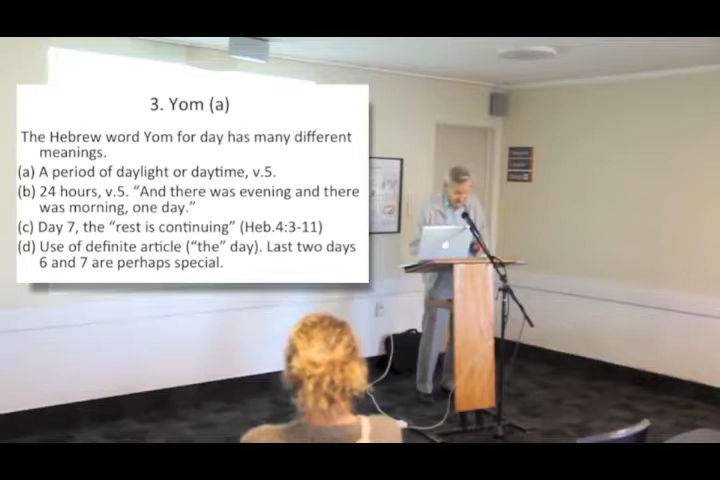 3. Yom (a)
The Hebrew word Yom for day has many different
meanings.
(a) A period of daylight or daytime, v.5.
(b) 24 hours, v.5. “And there was evening and there
was morning, one day.”
(c) Day 7, the “rest is continuing” (Heb.4:3-11)
(d) Use of definite article (“the” day). Last two days
6 and 7 are perhaps special.